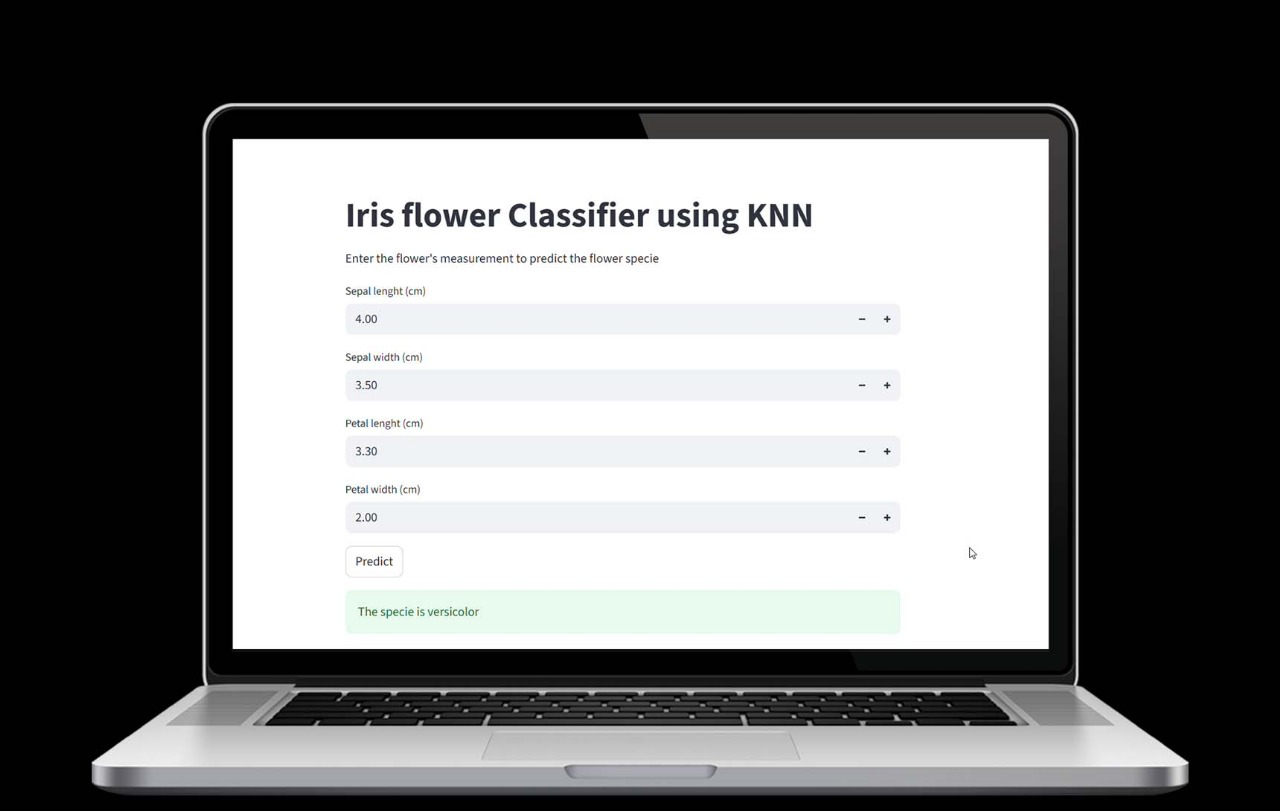 Iris flower Classifier using KNN
Enter the flower's measurement to predict the flower specie
Sepal lenght (cm)
4.00
Sepal width (cm)
3.50
Petal lenght (cm)
3.30
Petal width (cm)
2.00
Predict
The specie is versicolor